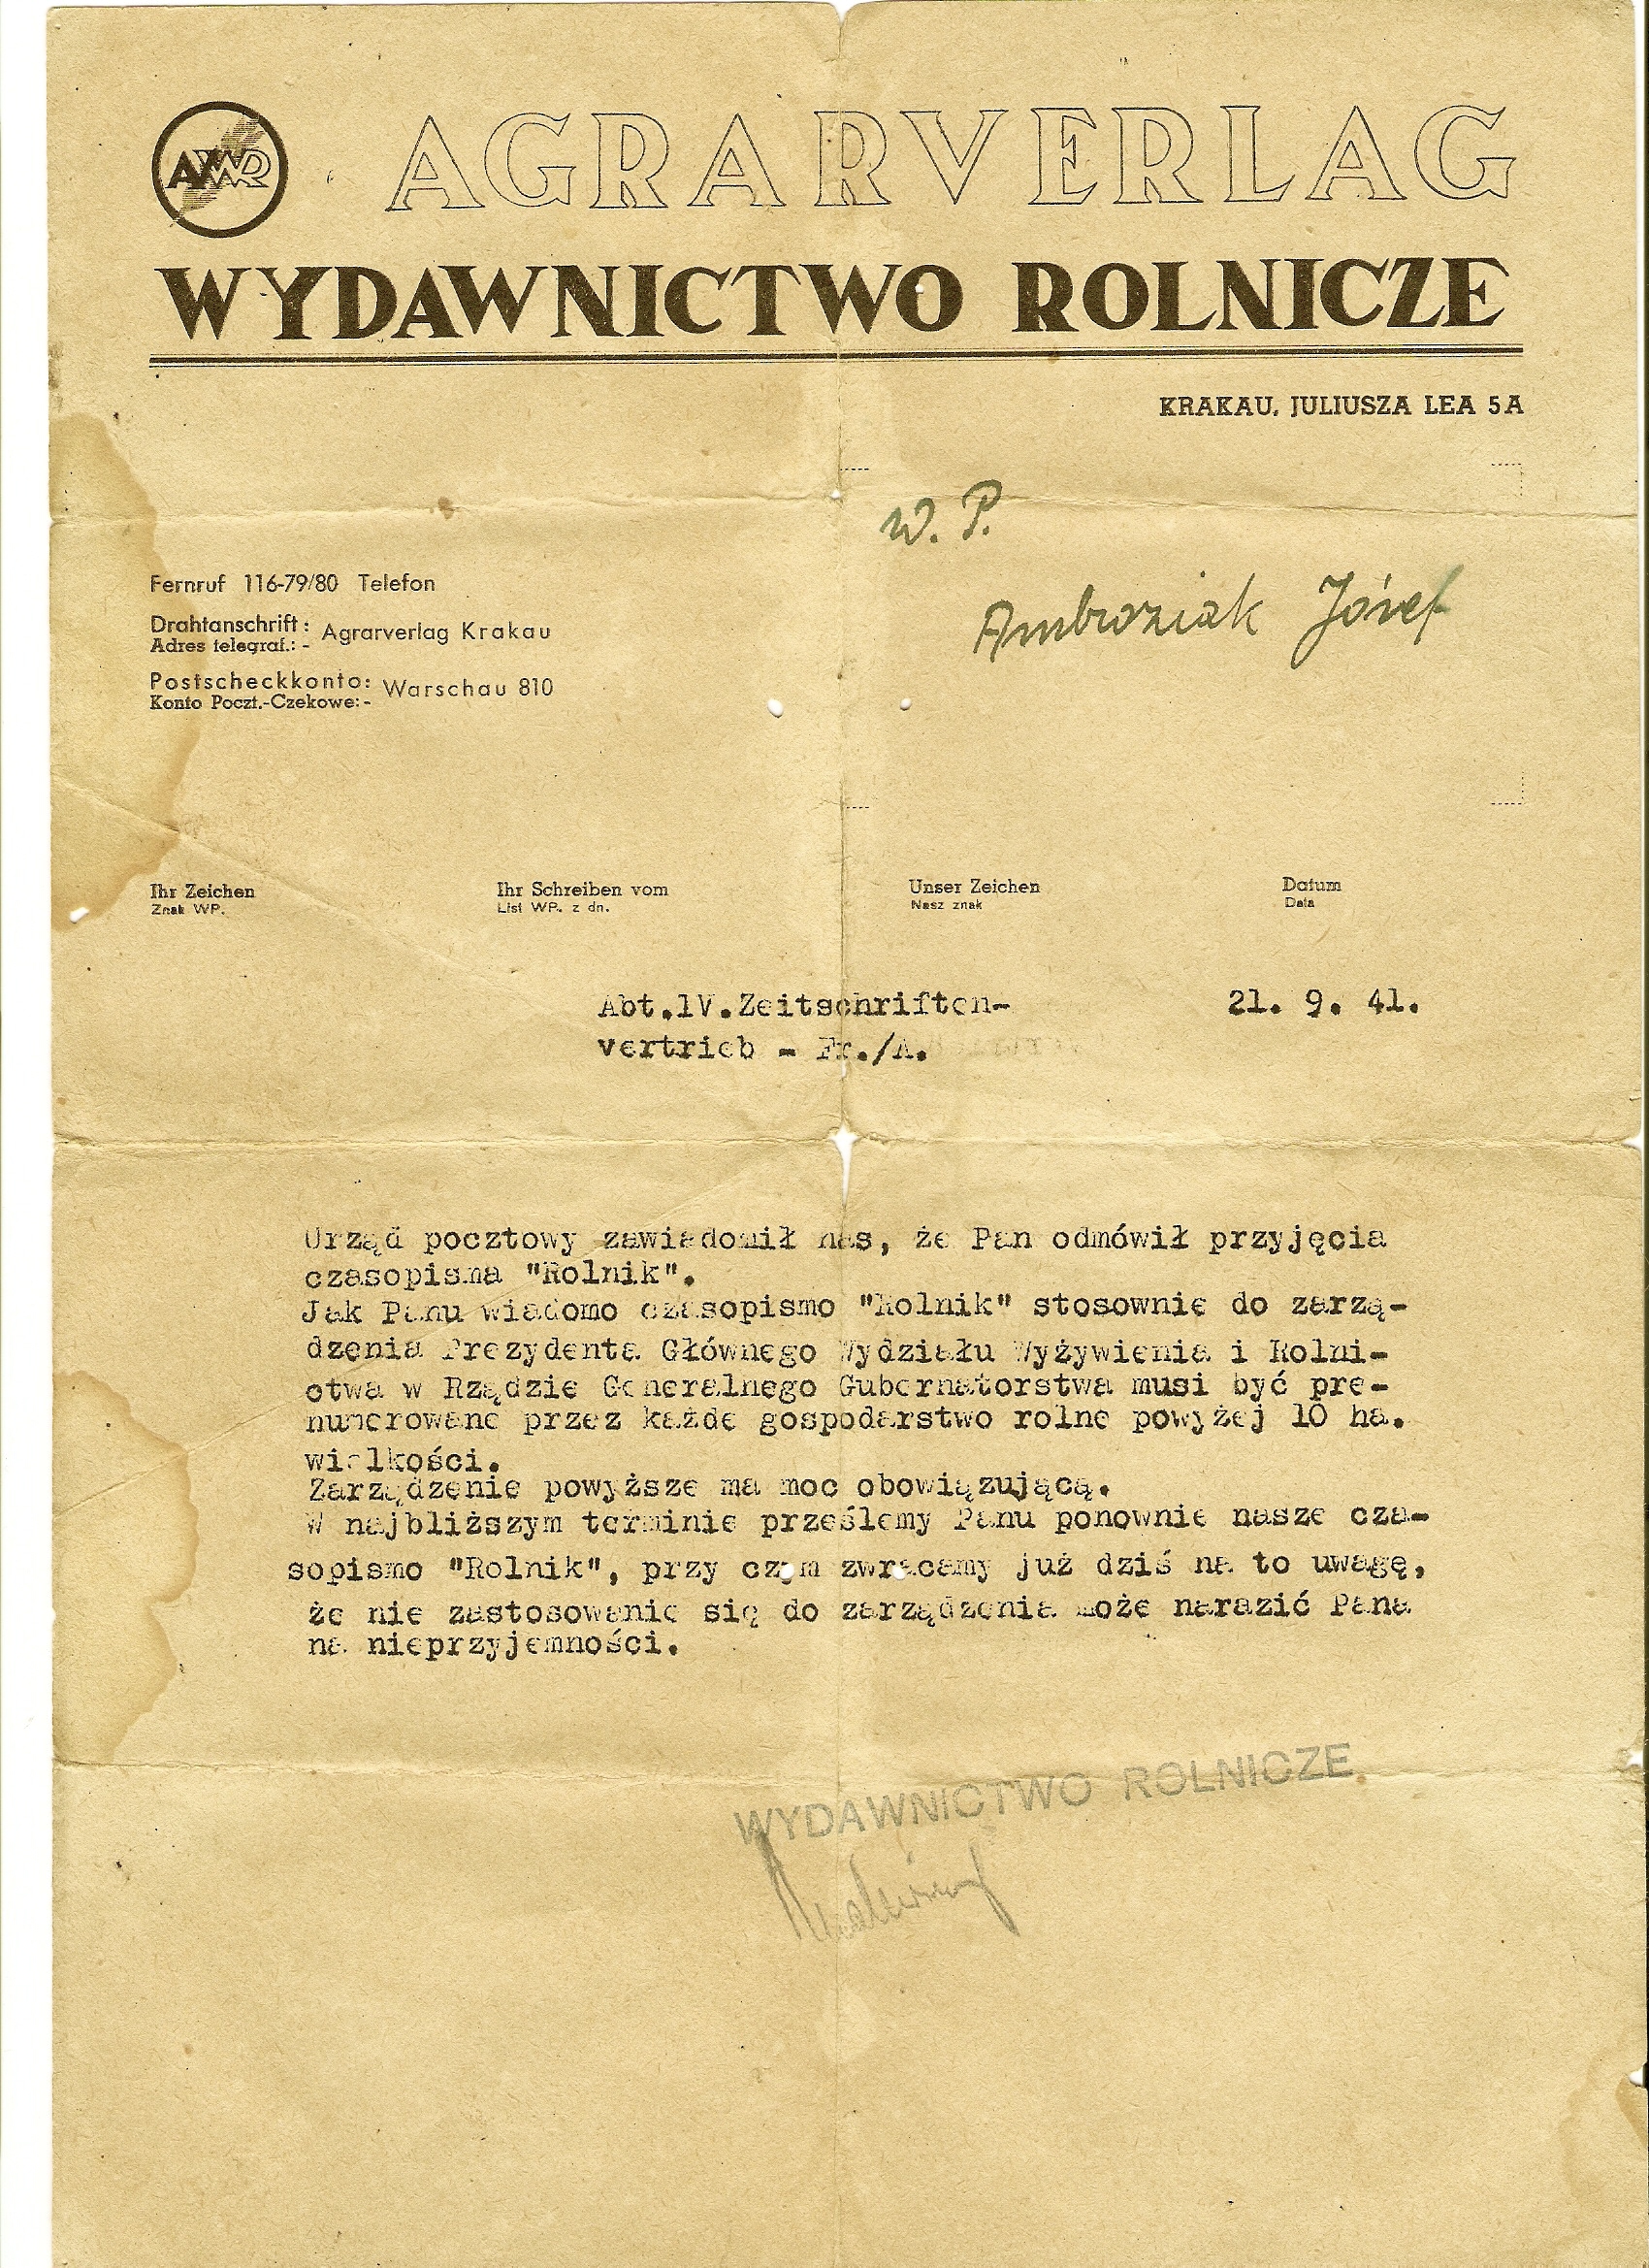 AWR
AGRARVERLAG
WYDAWNICTWO ROLNICZE
KRAKAU, JULIUSZA LEA 5A
W. P.
Ambroziak Józef
Fernruf 116-79/80 Telefon
Drahtanschrift:
Adres telegraf.: - Agrarverlag Krakau
Postscheckkonto:
Konto Poczt.-Czekowe: - Warschau 810
Ihr Zeichen Ihr Schreiben vom Unser Zeichen Datum
Znak WP. List WP. z dn. Nasz znak Data
Abt.lV.Zeitschriften- 21. 9. 41.
vertrieb - Fr./A.
Urząd pocztowy zawiadomił nas, że Pan odmówił przyjęcia
czasopisma "Rolnik".
Jak Panu wiadomo czasopismo "Rolnik" stosownie do zarzą-
dzenia Prezydenta Głównego Wydziału Wyżywienia i Rolni-
ctwa w Rządzie Generalnego Gubernatorstwa musi być pre-
numerowane przez każde gospodarstwo rolne powyżej 10 ha.
wielkości.
Zarządzenie powyższe ma moc obowiązującą.
W najbliższym terminie prześlemy Panu ponownie nasze cza-
sopismo "Rolnik", przy czym zwracamy już dziś na to uwagę,
że nie zastosowanie się do zarządzenia może narazić Pana
na nieprzyjemności.
WYDAWNICTWO ROLNICZE